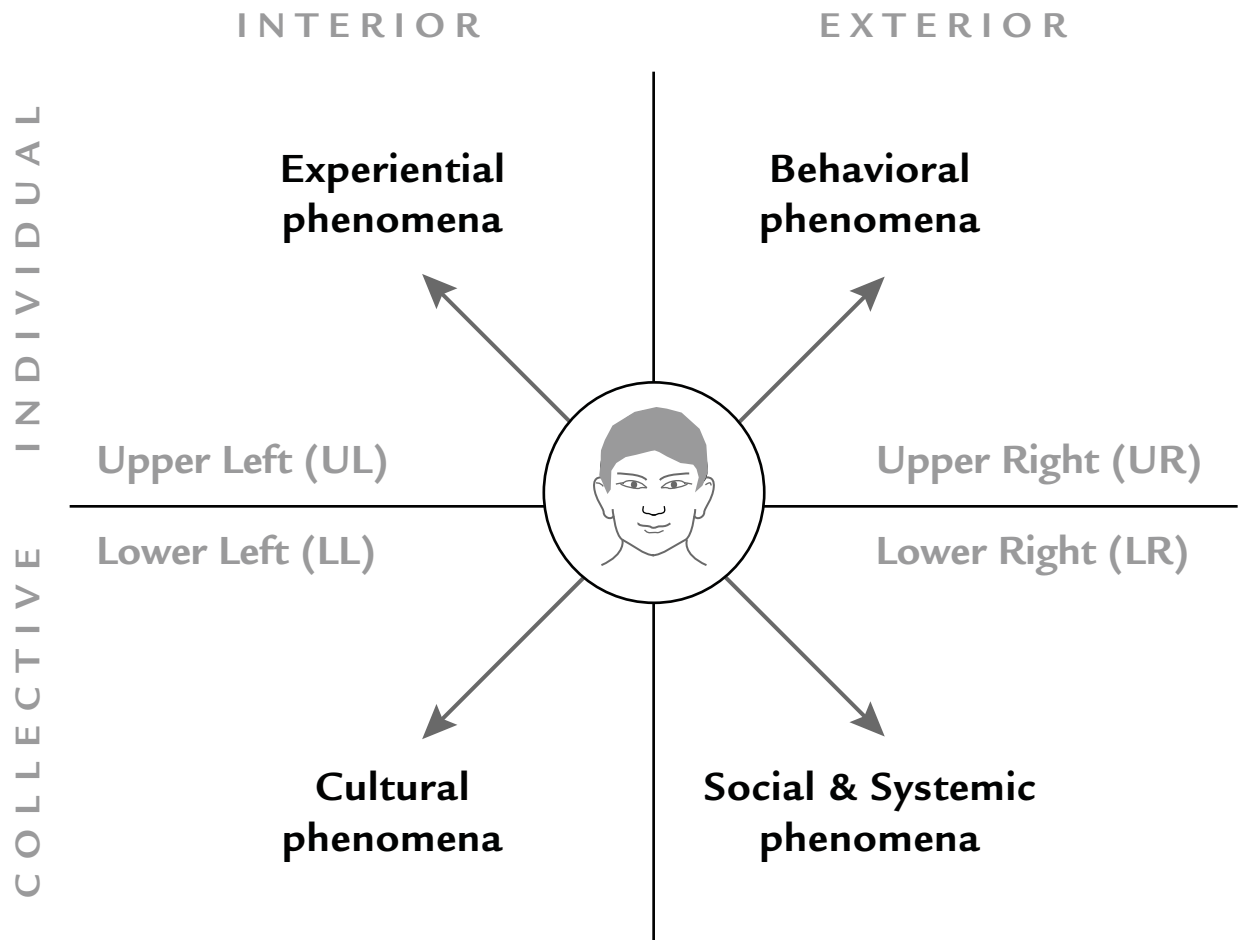 INTERIOR
EXTERIOR
INDIVIDUAL
Experiential
phenomena
Behavioral
phenomena
Upper Left (UL)
Upper Right (UR)
COLLECTIVE
Lower Left (LL)
Lower Right (LR)
Cultural
phenomena
Social & Systemic
phenomena